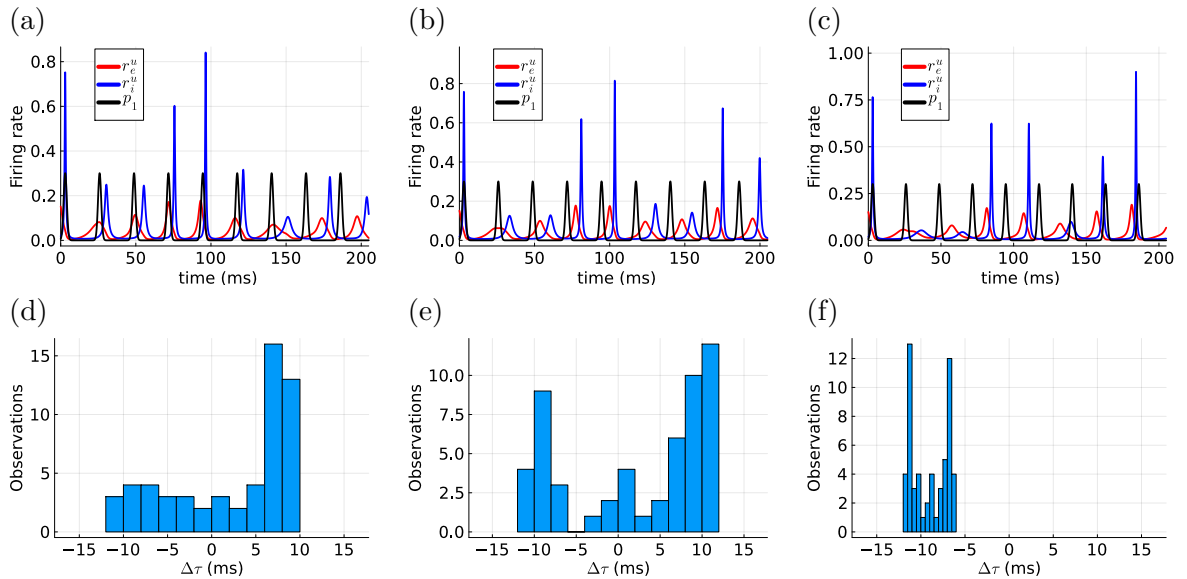 (a)
Firing rate
0.8
0.6
0.4
0.2
0.0
r_e^u
r_i^u
p_1
0 50 100 150 200
time (ms)
(b)
Firing rate
0.8
0.6
0.4
0.2
0.0
r_e^u
r_i^u
p_1
0 50 100 150 200
time (ms)
(c)
Firing rate
1.00
0.75
0.50
0.25
0.00
r_e^u
r_i^u
p_1
0 50 100 150 200
time (ms)
(d)
Observations
15
10
5
0
−15 −10 −5 0 5 10 15
Δτ (ms)
(e)
Observations
10.0
7.5
5.0
2.5
0.0
−15 −10 −5 0 5 10 15
Δτ (ms)
(f)
Observations
12
10
8
6
4
2
0
−15 −10 −5 0 5 10 15
Δτ (ms)